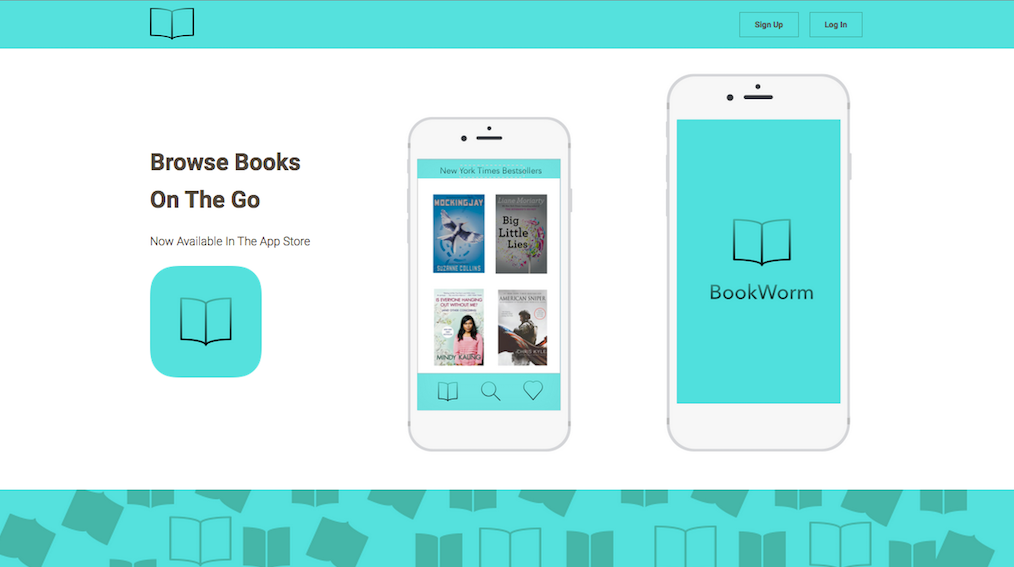 Sign Up
Log In
Browse Books
On The Go
Now Available In The App Store
New York Times Bestsellers
MOCKINGJAY
SUZANNE COLLINS
Liane Moriarty
Big
Little
Lies
IS EVERYONE HANGING
OUT WITHOUT ME?
MINDY KALING
AMERICAN SNIPER
CHRIS KYLE
BookWorm